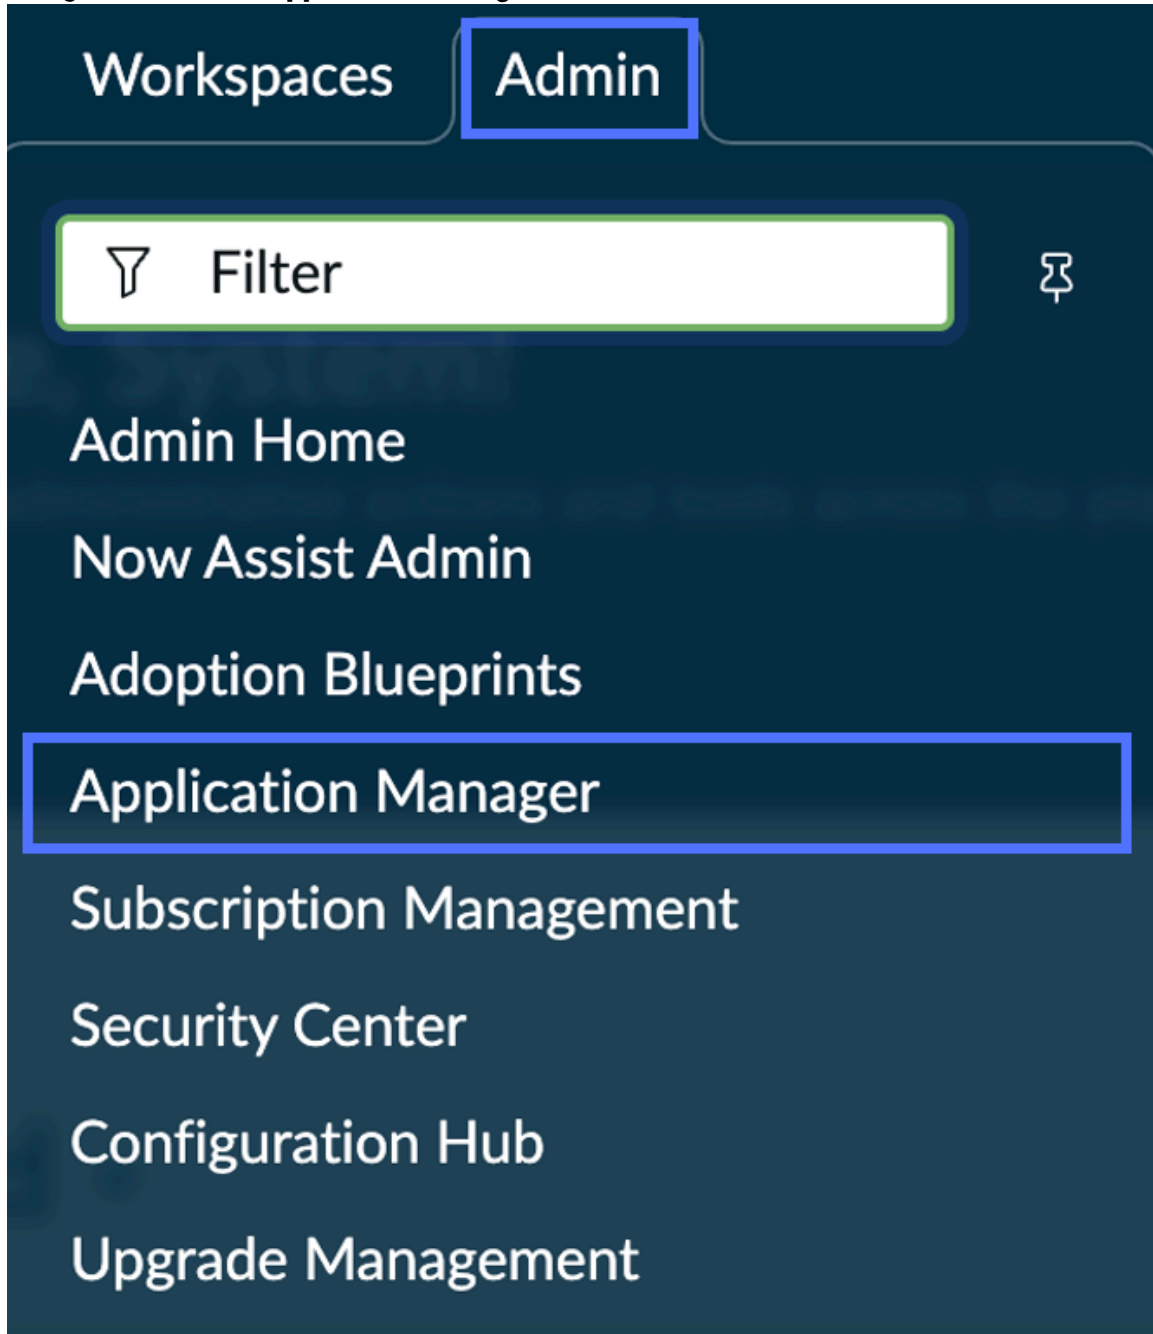 Workspaces Admin
Filter
Admin Home
Now Assist Admin
Adoption Blueprints
Application Manager
Subscription Management
Security Center
Configuration Hub
Upgrade Management